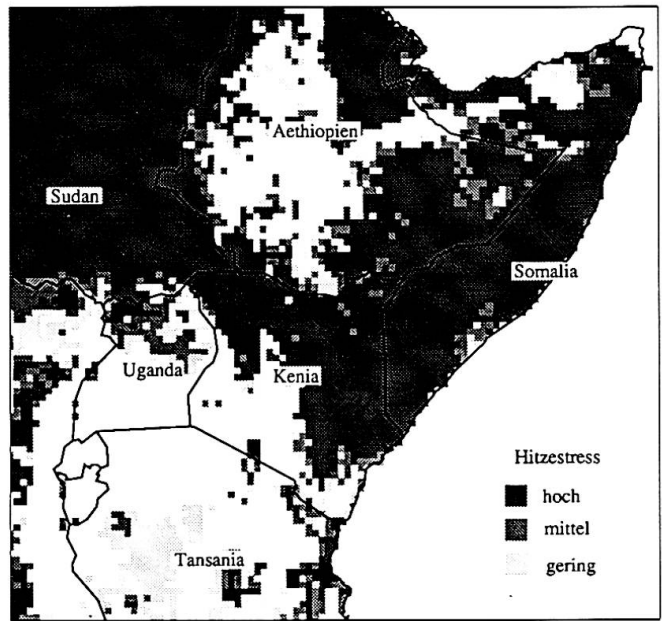 Aethiopien
Sudan
Somalia
Uganda
Kenia
Hitzestress
hoch
mittel
Tansania
gering